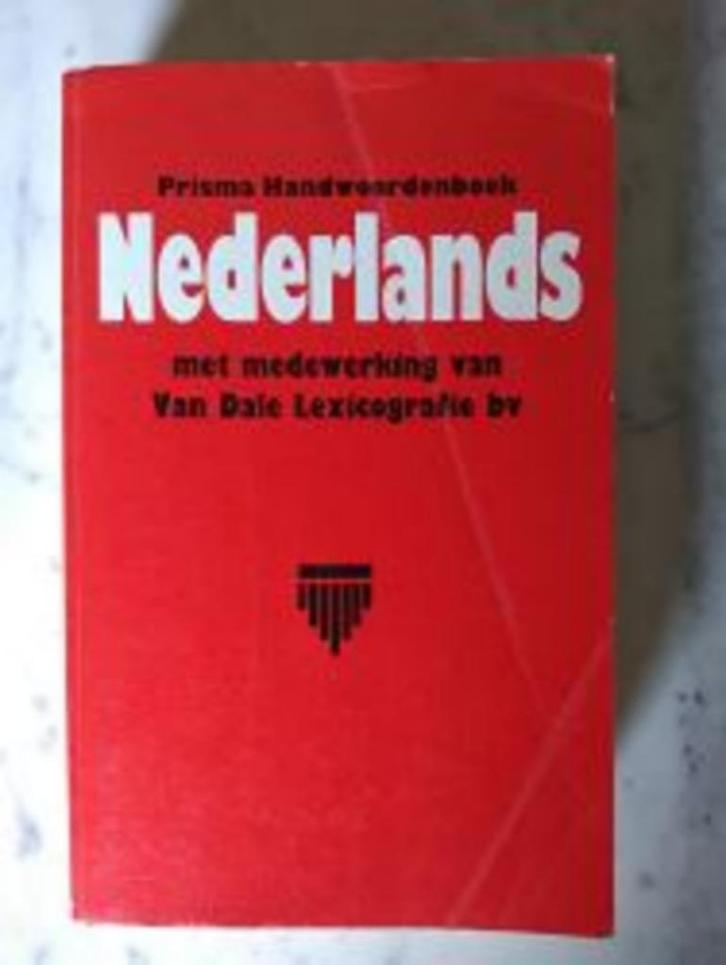 Prisma Handwoordenboek
Nederlands
met medewerking van
Van Dale Lexicografie bv